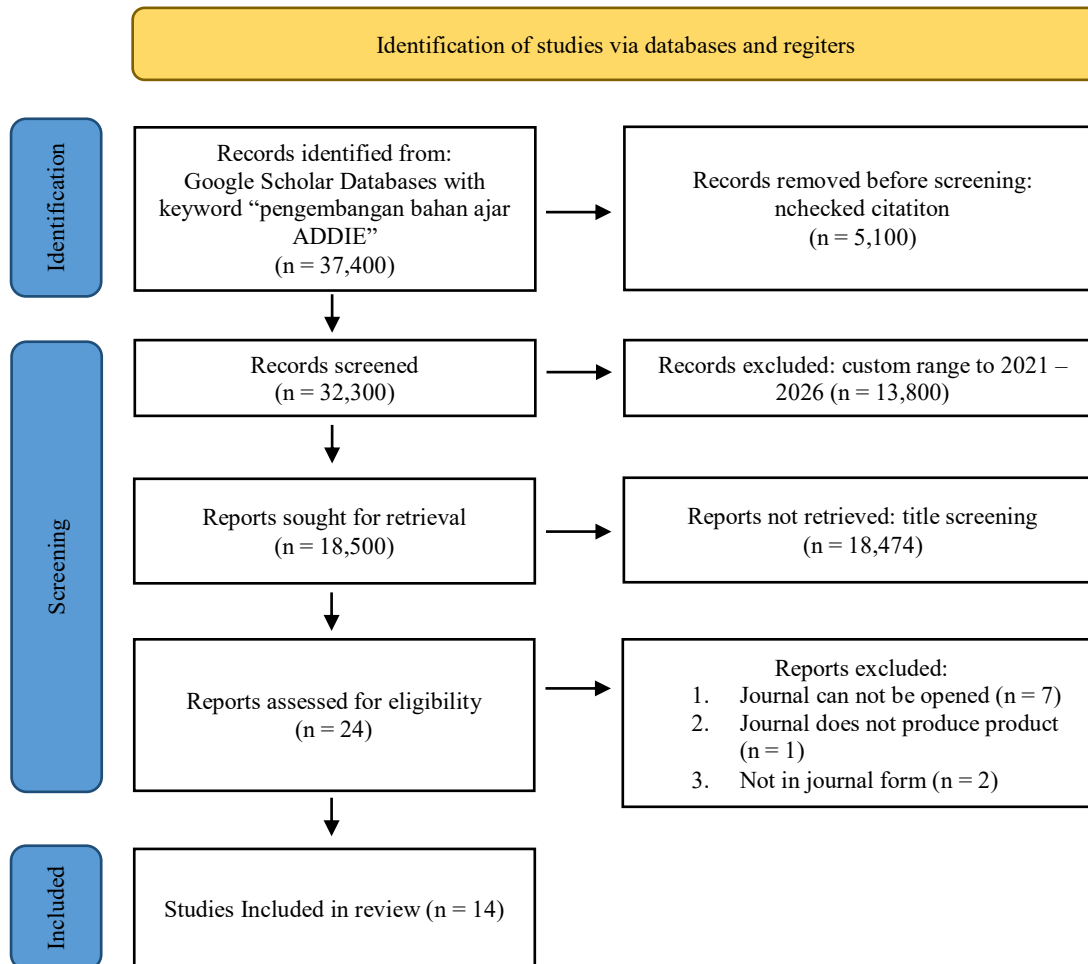 Identification of studies via databases and regiters
Identification
Records identified from:
Google Scholar Databases with
keyword “pengembangan bahan ajar
ADDIE”
(n = 37,400)
Records removed before screening:
nchecked citatiton
(n = 5,100)
Screening
Records screened
(n = 32,300)
Records excluded: custom range to 2021 –
2026 (n = 13,800)
Reports sought for retrieval
(n = 18,500)
Reports not retrieved: title screening
(n = 18,474)
Reports assessed for eligibility
(n = 24)
Reports excluded:
1. Journal can not be opened (n = 7)
2. Journal does not produce product
(n = 1)
3. Not in journal form (n = 2)
Included
Studies Included in review (n = 14)